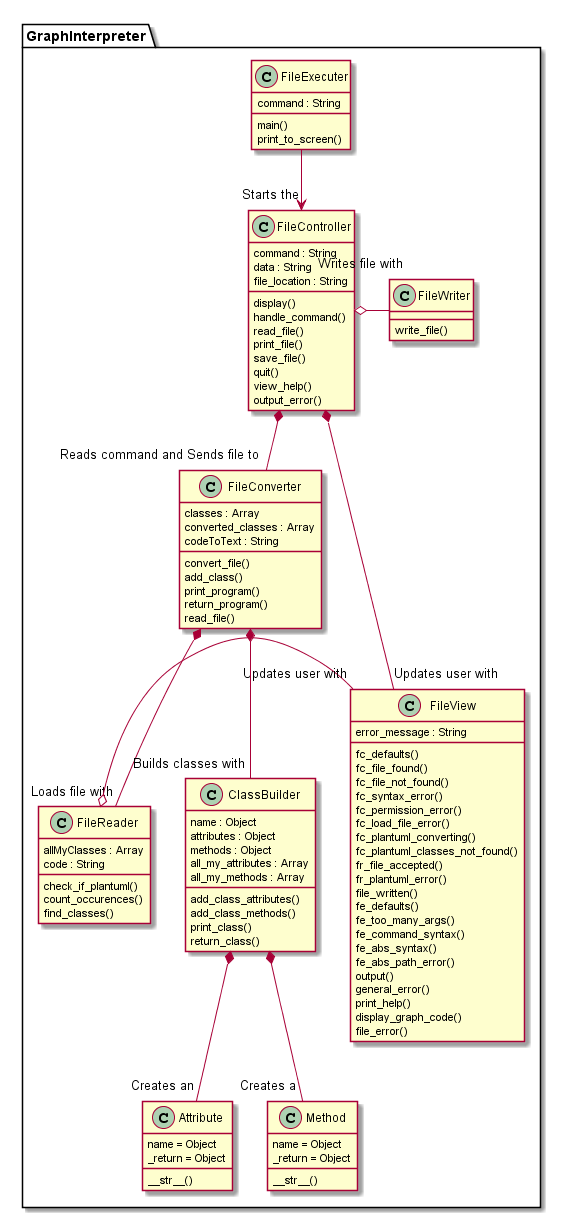 GraphInterpreter
C FileExecuter
command : String
main()
print_to_screen()
Starts the
C FileController
command : String
data : String
file_location : String
display()
handle_command()
read_file()
print_file()
save_file()
quit()
view_help()
output_error()
Writes file with
C FileWriter
write_file()
Reads command and Sends file to
C FileConverter
classes : Array
converted_classes : Array
codeToText : String
convert_file()
add_class()
print_program()
return_program()
read_file()
Updates user with
Updates user with
C FileView
error_message : String
fc_defaults()
fc_file_found()
fc_file_not_found()
fc_syntax_error()
fc_permission_error()
fc_load_file_error()
fc_plantuml_converting()
fc_plantuml_classes_not_found()
fr_file_accepted()
fr_plantuml_error()
file_written()
fe_defaults()
fe_too_many_args()
fe_command_syntax()
fe_abs_syntax()
fe_abs_path_error()
output()
general_error()
print_help()
display_graph_code()
file_error()
Loads file with
C FileReader
allMyClasses : Array
code : String
check_if_plantuml()
count_occurences()
find_classes()
Builds classes with
C ClassBuilder
name : Object
attributes : Object
methods : Object
all_my_attributes : Array
all_my_methods : Array
add_class_attributes()
add_class_methods()
print_class()
return_class()
Creates an
C Attribute
name = Object
_return = Object
__str__()
Creates a
C Method
name = Object
_return = Object
__str__()